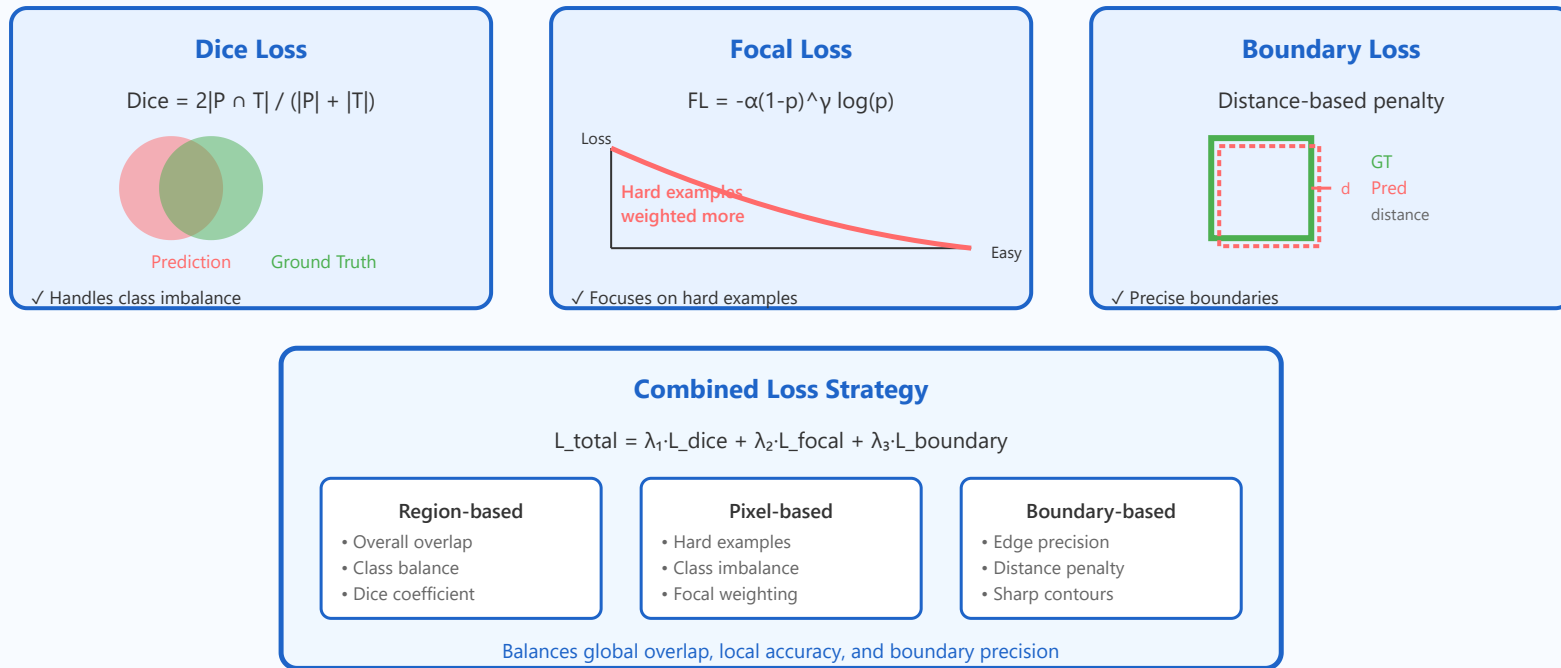 Dice Loss
Dice = 2|P ∩ T| / (|P| + |T|)
Prediction
Ground Truth
✓ Handles class imbalance
Focal Loss
FL = -α(1-p)^γ log(p)
Loss
Hard examples
weighted more
Easy
✓ Focuses on hard examples
Boundary Loss
Distance-based penalty
GT
d
Pred
distance
✓ Precise boundaries
Combined Loss Strategy
L_total = λ₁·L_dice + λ₂·L_focal + λ₃·L_boundary
Region-based
• Overall overlap
• Class balance
• Dice coefficient
Pixel-based
• Hard examples
• Class imbalance
• Focal weighting
Boundary-based
• Edge precision
• Distance penalty
• Sharp contours
Balances global overlap, local accuracy, and boundary precision